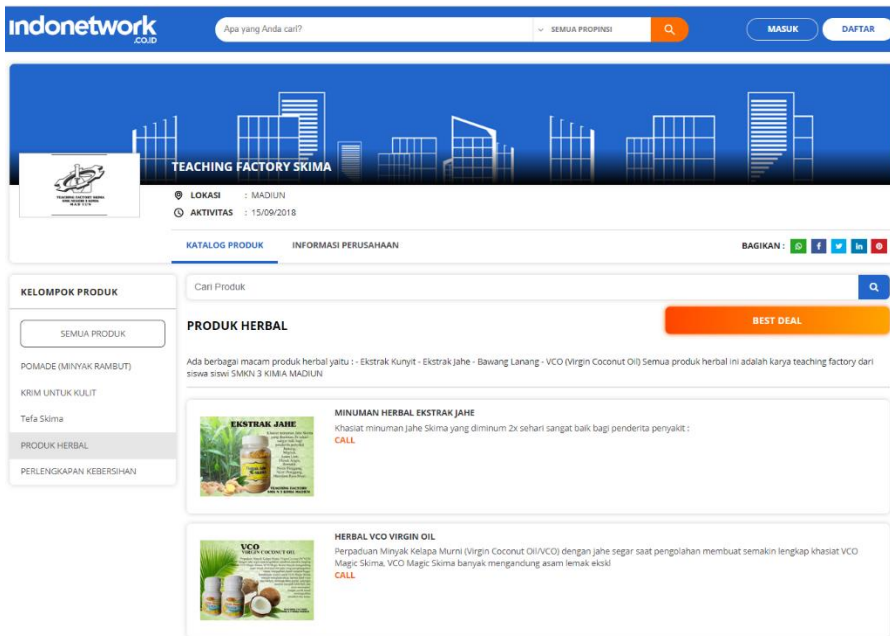 indonetwork
.CO.ID
Apa yang Anda cari?
SEMUA PROPINSI
MASUK
DAFTAR
TEACHING FACTORY SKIMA
LOKASI : MADIUN
AKTIVITAS : 15/09/2018
KATALOG PRODUK
INFORMASI PERUSAHAAN
BAGIKAN :
KELOMPOK PRODUK
SEMUA PRODUK
POMADE (MINYAK RAMBUT)
KRIM UNTUK KULIT
Tefa Skima
PRODUK HERBAL
PERLENGKAPAN KEBERSIHAN
Cari Produk
PRODUK HERBAL
BEST DEAL
Ada berbagai macam produk herbal yaitu : - Ekstrak Kunyit - Ekstrak Jahe - Bawang Lanang - VCO (Virgin Coconut Oil) Semua produk herbal ini adalah karya teaching factory dari
siswa siswi SMKN 3 KIMIA MADIUN
EKSTRAK JAHE
MINUMAN HERBAL EKSTRAK JAHE
Khasiat minuman Jahe Skima yang diminum 2x sehari sangat baik bagi penderita penyakit :
CALL
VCO
VIRGIN COCONUT OIL
HERBAL VCO VIRGIN OIL
Perpaduan Minyak Kelapa Murni (Virgin Coconut Oil/VCO) dengan jahe segar saat pengolahan membuat semakin lengkap khasiat VCO
Magic Skima, VCO Magic Skima banyak mengandung asam lemak ekskl
CALL